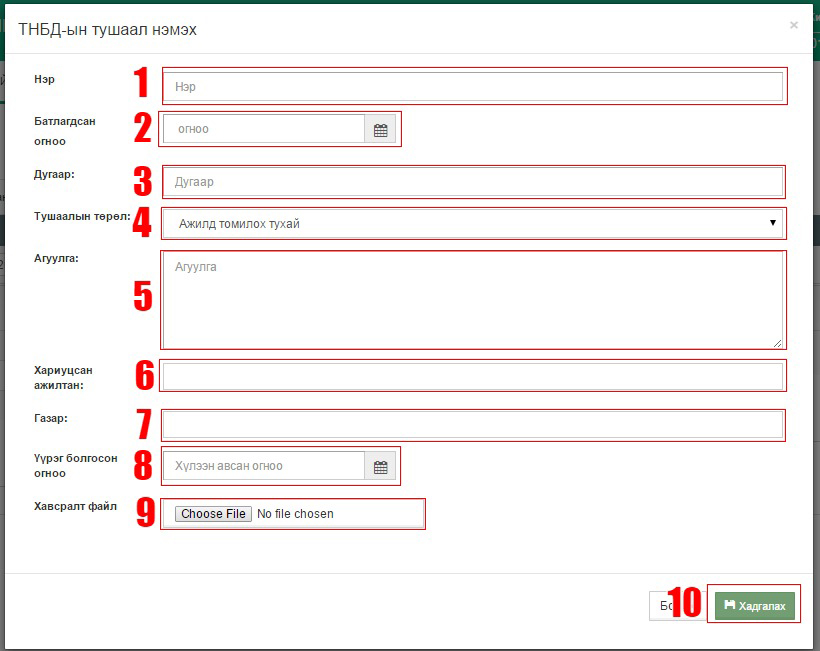 ТНБД-ын тушаал нэмэх ×
Нэр 1 Нэр
Батлагдсан огноо 2 огноо
Дугаар: 3 Дугаар
Тушаалын төрөл: 4 Ажилд томилох тухай
Агуулга: 5 Агуулга
Хариуцсан ажилтан: 6
Газар: 7
Үүрэг болгосон огноо 8 Хүлээн авсан огноо
Хавсралт файл 9 Choose File No file chosen
10 Хадгалах